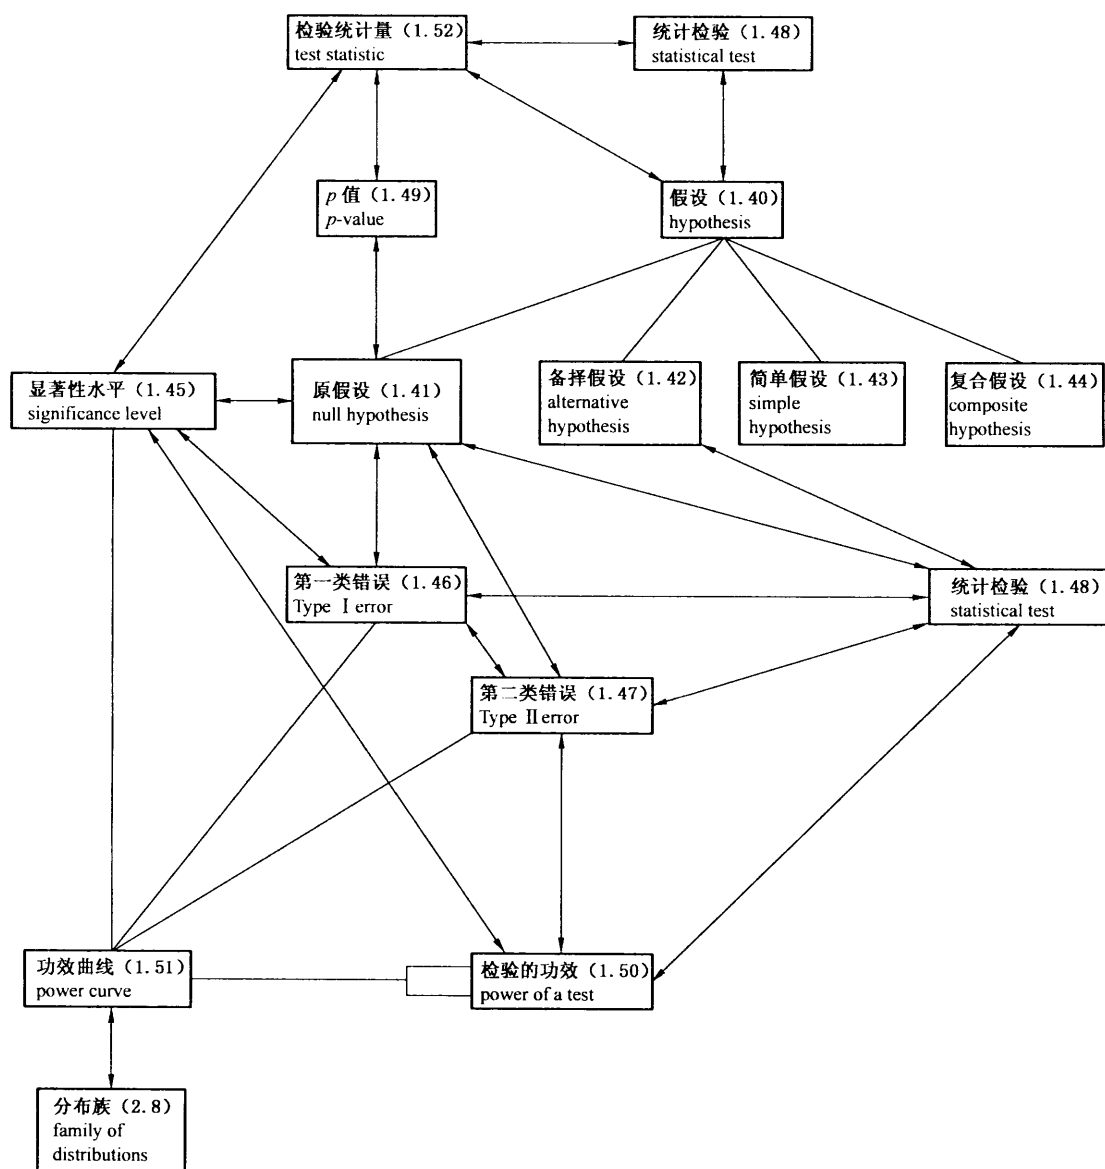 检验统计量（1.52）
test statistic
统计检验（1.48）
statistical test
p 值（1.49）
p-value
假设（1.40）
hypothesis
显著性水平（1.45）
significance level
原假设（1.41）
null hypothesis
备择假设（1.42）
alternative
hypothesis
简单假设（1.43）
simple
hypothesis
复合假设（1.44）
composite
hypothesis
第一类错误（1.46）
Type Ⅰ error
统计检验（1.48）
statistical test
第二类错误（1.47）
Type Ⅱ error
功效曲线（1.51）
power curve
检验的功效（1.50）
power of a test
分布族（2.8）
family of
distributions